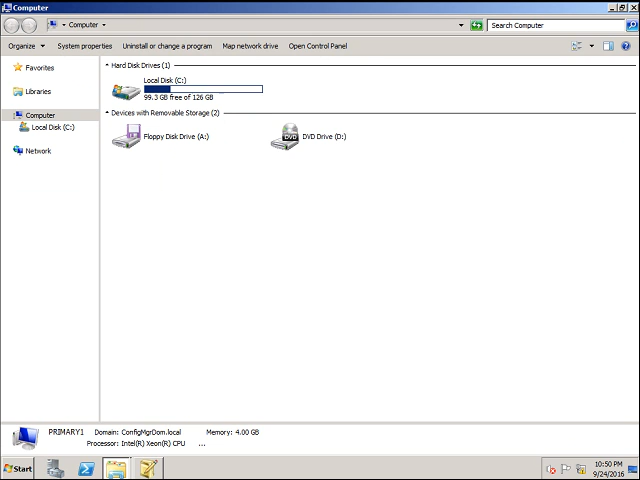 Computer
Computer
Search Computer
Organize System properties Uninstall or change a program Map network drive Open Control Panel
Favorites
Libraries
Computer
Local Disk (C:)
Network
Hard Disk Drives (1)
Local Disk (C:)
99.3 GB free of 126 GB
Devices with Removable Storage (2)
Floppy Disk Drive (A:)
DVD
DVD Drive (D:)
PRIMARY1 Domain: ConfigMgrDom.local Memory: 4.00 GB
Processor: Intel(R) Xeon(R) CPU ...
Start
10:50 PM
9/24/2016